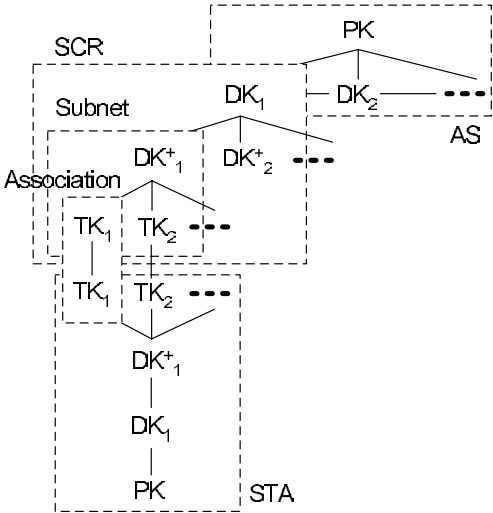 PK
SCR
DK₁
DK₂
AS
Subnet
DK⁺₁
DK⁺₂
Association
TK₁
TK₂
TK₁
TK₂
DK⁺₁
DK₁
PK
STA